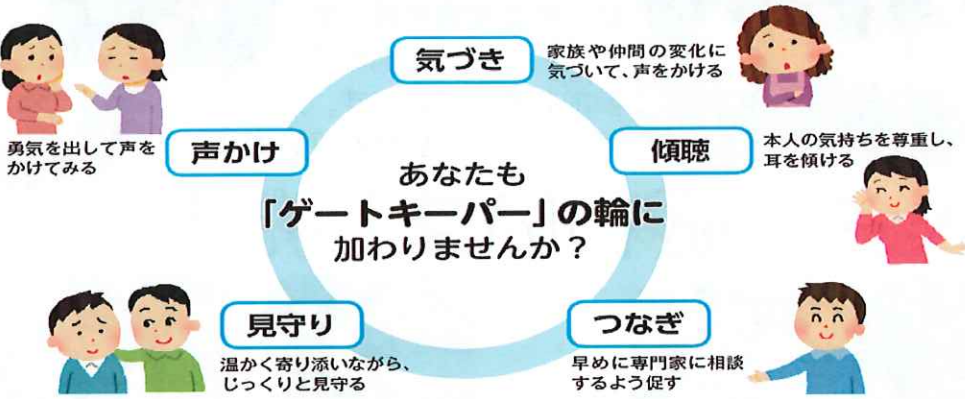 気づき
家族や仲間の変化に
気づいて、声をかける
声かけ
勇気を出して声を
かけてみる
傾聴
本人の気持ちを尊重し、
耳を傾ける
あなたも
「ゲートキーパー」の輪に
加わりませんか？
見守り
温かく寄り添いながら、
じっくりと見守る
つなぎ
早めに専門家に相談
するよう促す